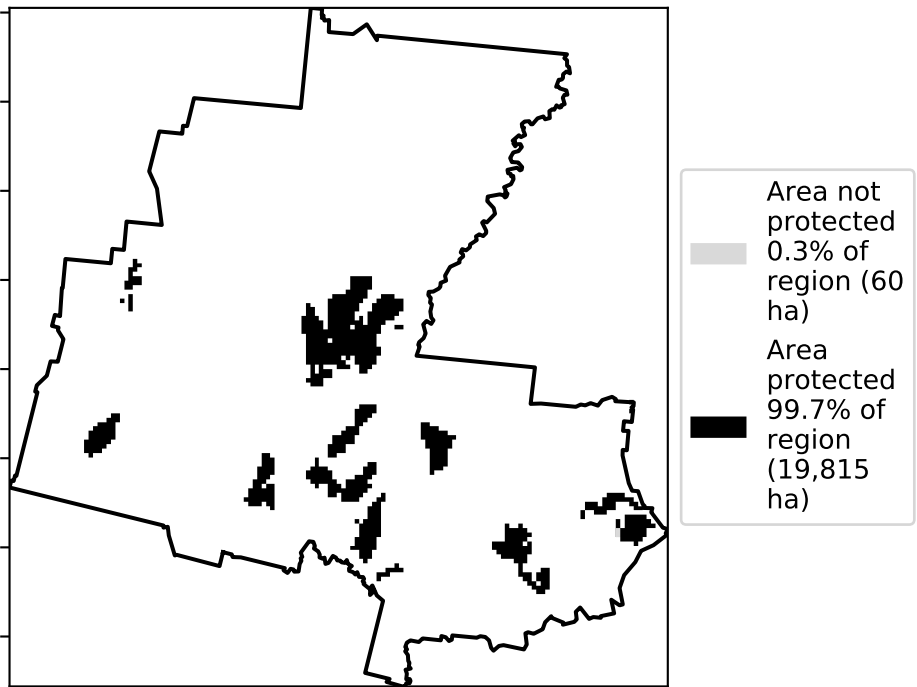 Area not
protected
0.3% of
region (60
ha)
Area
protected
99.7% of
region
(19,815
ha)